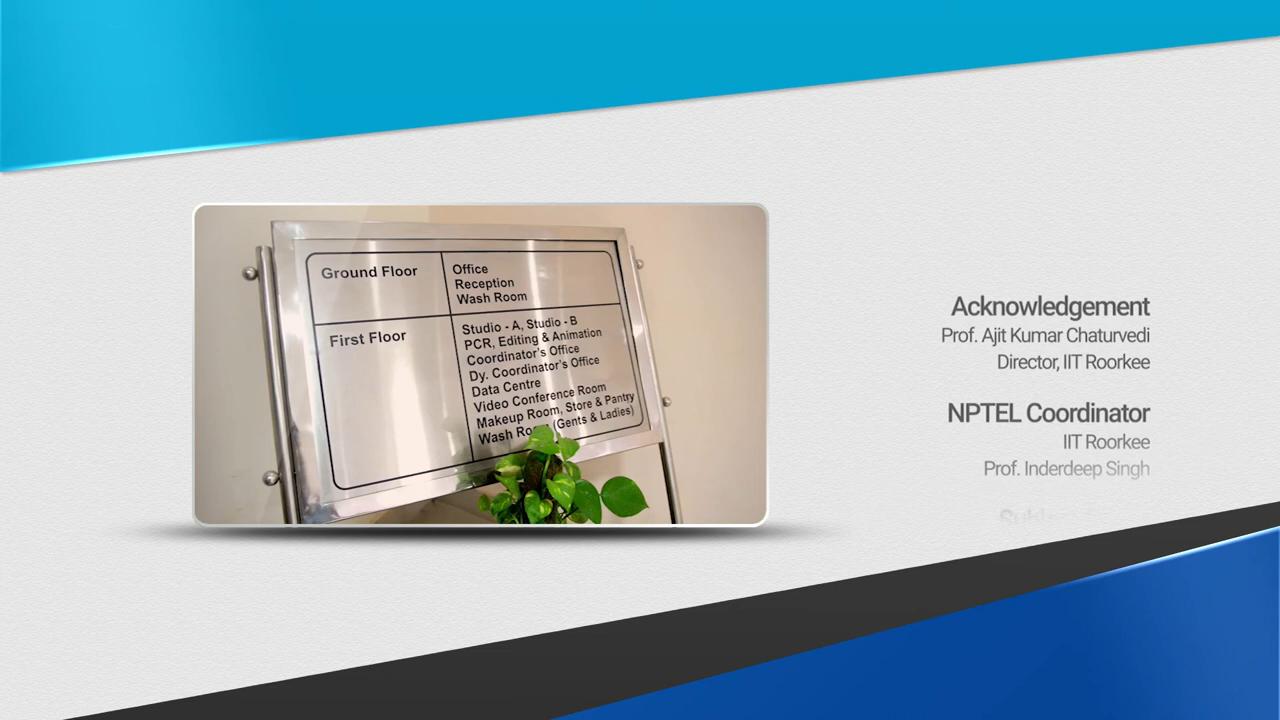 Ground Floor
Office
Reception
Wash Room
First Floor
Studio - A, Studio - B
PCR, Editing & Animation
Coordinator's Office
Dy. Coordinator's Office
Data Centre
Video Conference Room
Makeup Room, Store & Pantry
Wash Room (Gents & Ladies)
Acknowledgement
Prof. Ajit Kumar Chaturvedi
Director, IIT Roorkee
NPTEL Coordinator
IIT Roorkee
Prof. Inderdeep Singh